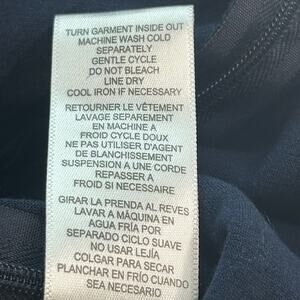 TURN GARMENT INSIDE OUT
MACHINE WASH COLD
SEPARATELY
GENTLE CYCLE
DO NOT BLEACH
LINE DRY
COOL IRON IF NECESSARY
RETOURNER LE VÊTEMENT
LAVAGE SEPAREMENT
EN MACHINE A
FROID CYCLE DOUX
NE PAS UTILISER D'AGENT
DE BLANCHISSEMENT
SUSPENSION A UNE CORDE
REPASSER A
FROID SI NECESSAIRE
GIRAR LA PRENDA AL REVES
LAVAR A MÁQUINA EN
AGUA FRÍA POR
SEPARADO CICLO SUAVE
NO USAR LEJÍA
COLGAR PARA SECAR
PLANCHAR EN FRÍO CUANDO
SEA NECESARIO